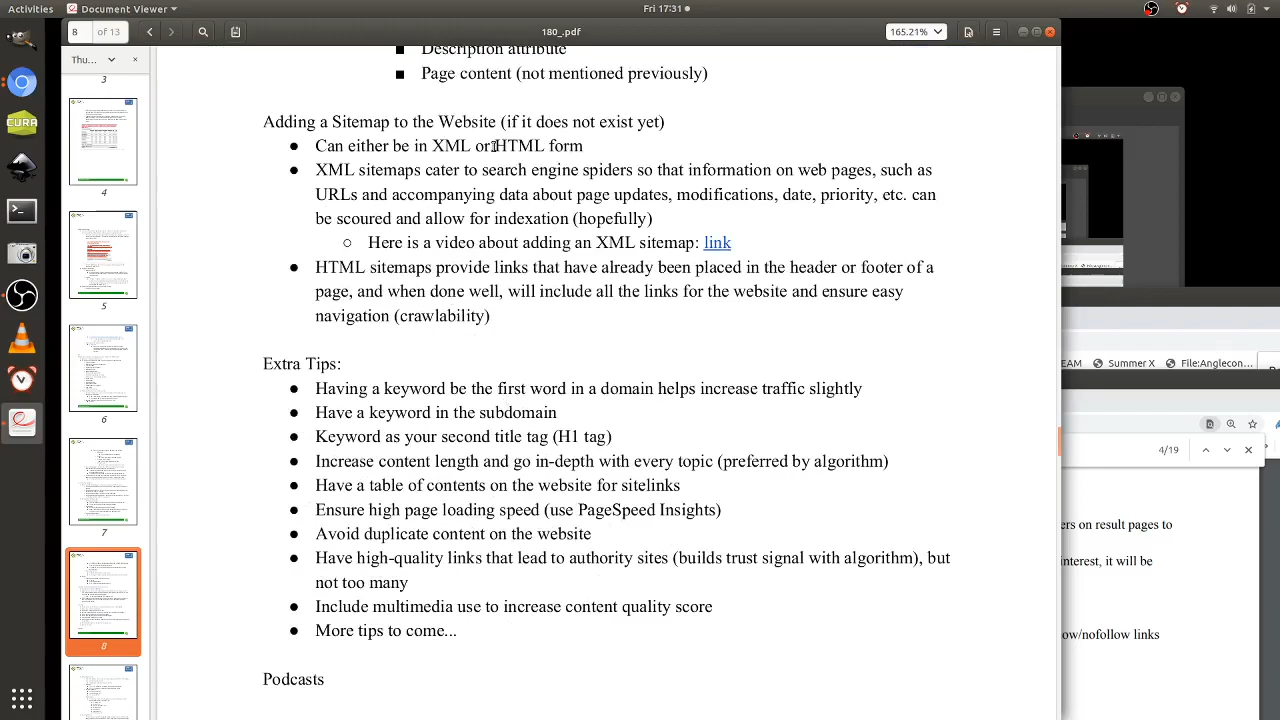 Activities Document Viewer Fri 17:31
8 of 13 180_.pdf 165.21%
Thu...
3
4
5
6
7
8
Description attribute
■ Page content (not mentioned previously)
Adding a Sitemap to the Website (if it does not exist yet)
● Can either be in XML or HTML form
● XML sitemaps cater to search engine spiders so that information on web pages, such as
URLs and accompanying data about page updates, modifications, date, priority, etc. can
be scoured and allow for indexation (hopefully)
○ Here is a video about adding an XML sitemap: link
● HTML sitemaps provide links that have already been placed in the header or footer of a
page, and when done well, will include all the links for the website and ensure easy
navigation (crawlability)
Extra Tips:
● Having a keyword be the first word in a domain helps increase traffic slightly
● Have a keyword in the subdomain
● Keyword as your second title tag (H1 tag)
● Increase content length and go in depth with every topic (preferred by algorithm)
● Have a table of contents on the website for sitelinks
● Ensure high page loading speed (use PageSpeed Insights)
● Avoid duplicate content on the website
● Have high-quality links that lead to authority sites (builds trust signal with algorithm), but
not too many
● Include multimedia use to increase content quality score
● More tips to come...
Podcasts
CURA
EAM Summer X File:Anglecon...
4/19
ers on result pages to
interest, it will be
ow/nofollow links